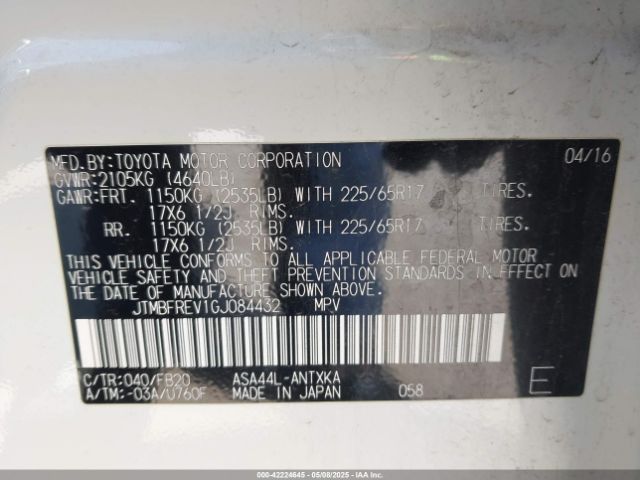 MFD.BY:TOYOTA MOTOR CORPORATION 04/16
GVWR:2105KG (4640LB)
GAWR:FRT. 1150KG (2535LB) WITH 225/65R17 TIRES.
17X6 1/2J RIMS.
RR. 1150KG (2535LB) WITH 225/65R17 TIRES.
17X6 1/2J RIMS.
THIS VEHICLE CONFORMS TO ALL APPLICABLE FEDERAL MOTOR
VEHICLE SAFETY AND THEFT PREVENTION STANDARDS IN EFFECT ON
THE DATE OF MANUFACTURE SHOWN ABOVE.
JTMBFREV1GJ084432 MPV
C/TR:040/FB20 ASA44L-ANTXKA
A/TM:-03A/U760F MADE IN JAPAN 058 E
000-42224645 - 05/08/2025 - IAAI.CA